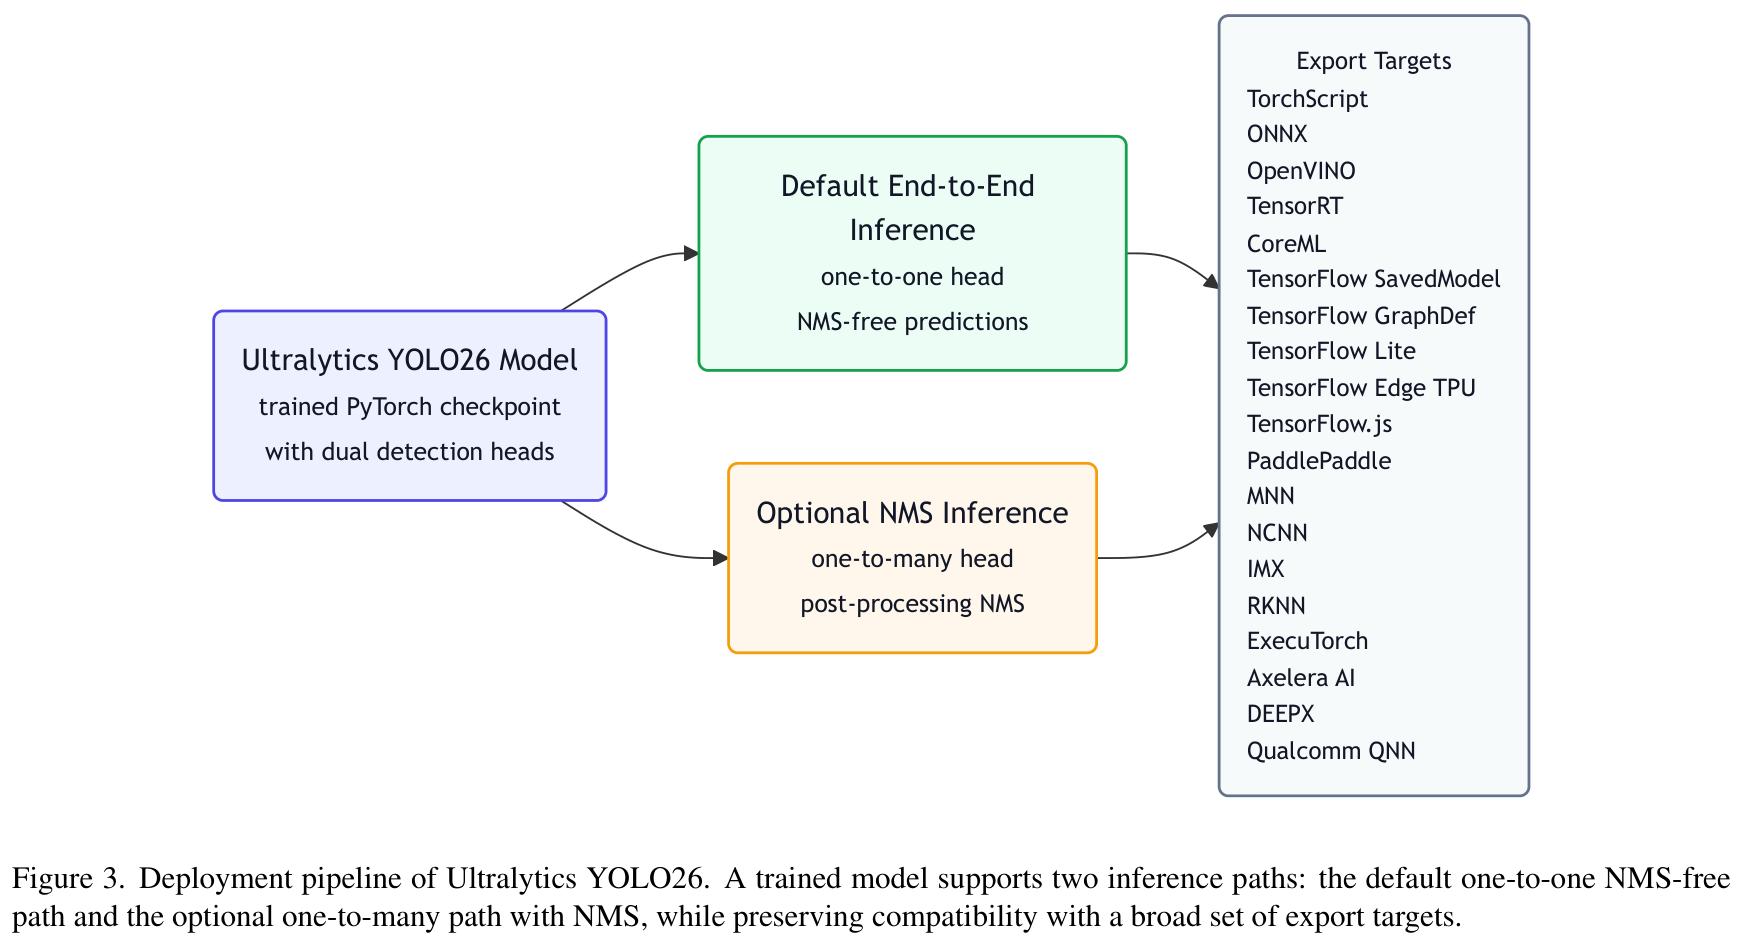 Ultralytics YOLO26 Model
trained PyTorch checkpoint
with dual detection heads
Default End-to-End
Inference
one-to-one head
NMS-free predictions
Optional NMS Inference
one-to-many head
post-processing NMS
Export Targets
TorchScript
ONNX
OpenVINO
TensorRT
CoreML
TensorFlow SavedModel
TensorFlow GraphDef
TensorFlow Lite
TensorFlow Edge TPU
TensorFlow.js
PaddlePaddle
MNN
NCNN
IMX
RKNN
ExecuTorch
Axelera AI
DEEPX
Qualcomm QNN
Figure 3. Deployment pipeline of Ultralytics YOLO26. A trained model supports two inference paths: the default one-to-one NMS-free
path and the optional one-to-many path with NMS, while preserving compatibility with a broad set of export targets.